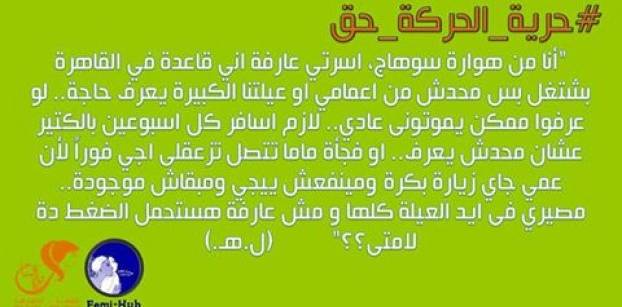 #حرية_الحركة_حق
"أنا من هوارة سوهاج، اسرتي عارفة اني قاعدة في القاهرة
بشتغل بس محدش من اعمامي او عيلتنا الكبيرة يعرف حاجة.. لو
عرفوا ممكن يموتونى عادي.. لازم اسافر كل اسبوعين بالكتير
عشان محدش يعرف.. او فجأة ماما تتصل تزعقلى اجي فوراً لأن
عمي جاي زيارة بكرة ومينفعش ييجي ومبقاش موجودة..
مصيري في ايد العيلة كلها و مش عارفة هستحمل الضغط دة
لامتى؟؟" (ل.هـ.)
Femi-Hub